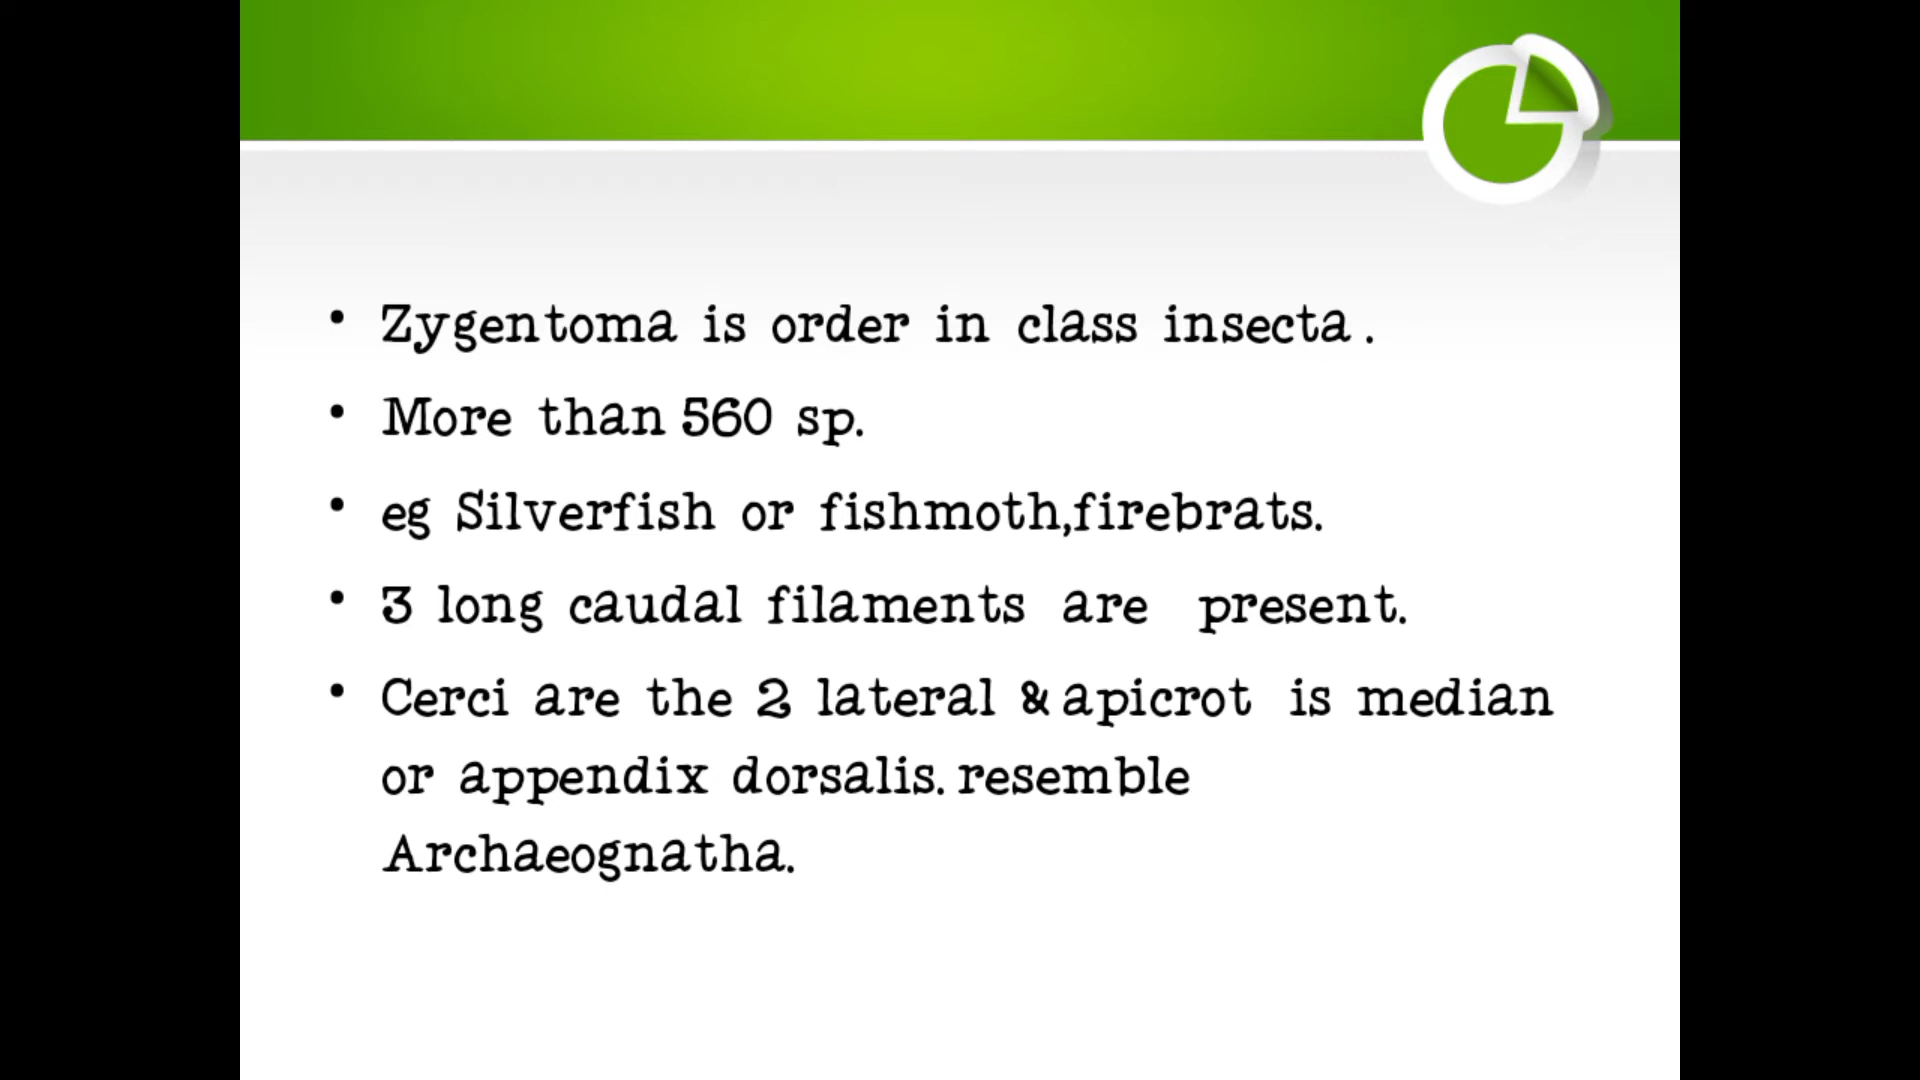 • Zygentoma is order in class insecta .
• More than 560 sp.
• eg Silverfish or fishmoth,firebrats.
• 3 long caudal filaments are present.
• Cerci are the 2 lateral & apicrot is median
or appendix dorsalis. resemble
Archaeognatha.